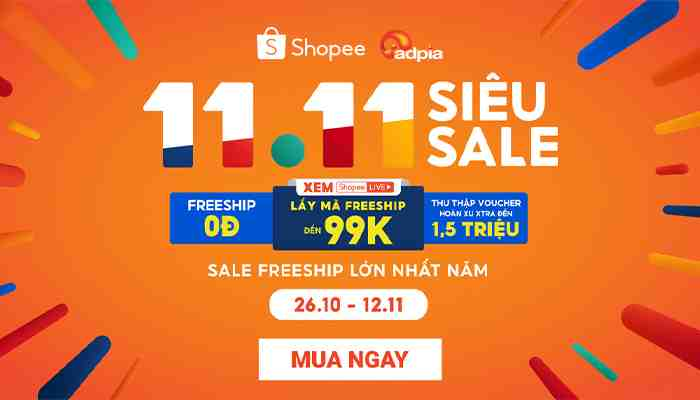 Shopee adpia
11.11 SIÊU
SALE
XEM Shopee LIVE
FREESHIP
0Đ
LẤY MÃ FREESHIP
ĐẾN 99K
THU THẬP VOUCHER
HOÀN XU XTRA ĐẾN
1,5 TRIỆU
SALE FREESHIP LỚN NHẤT NĂM
26.10 - 12.11
MUA NGAY